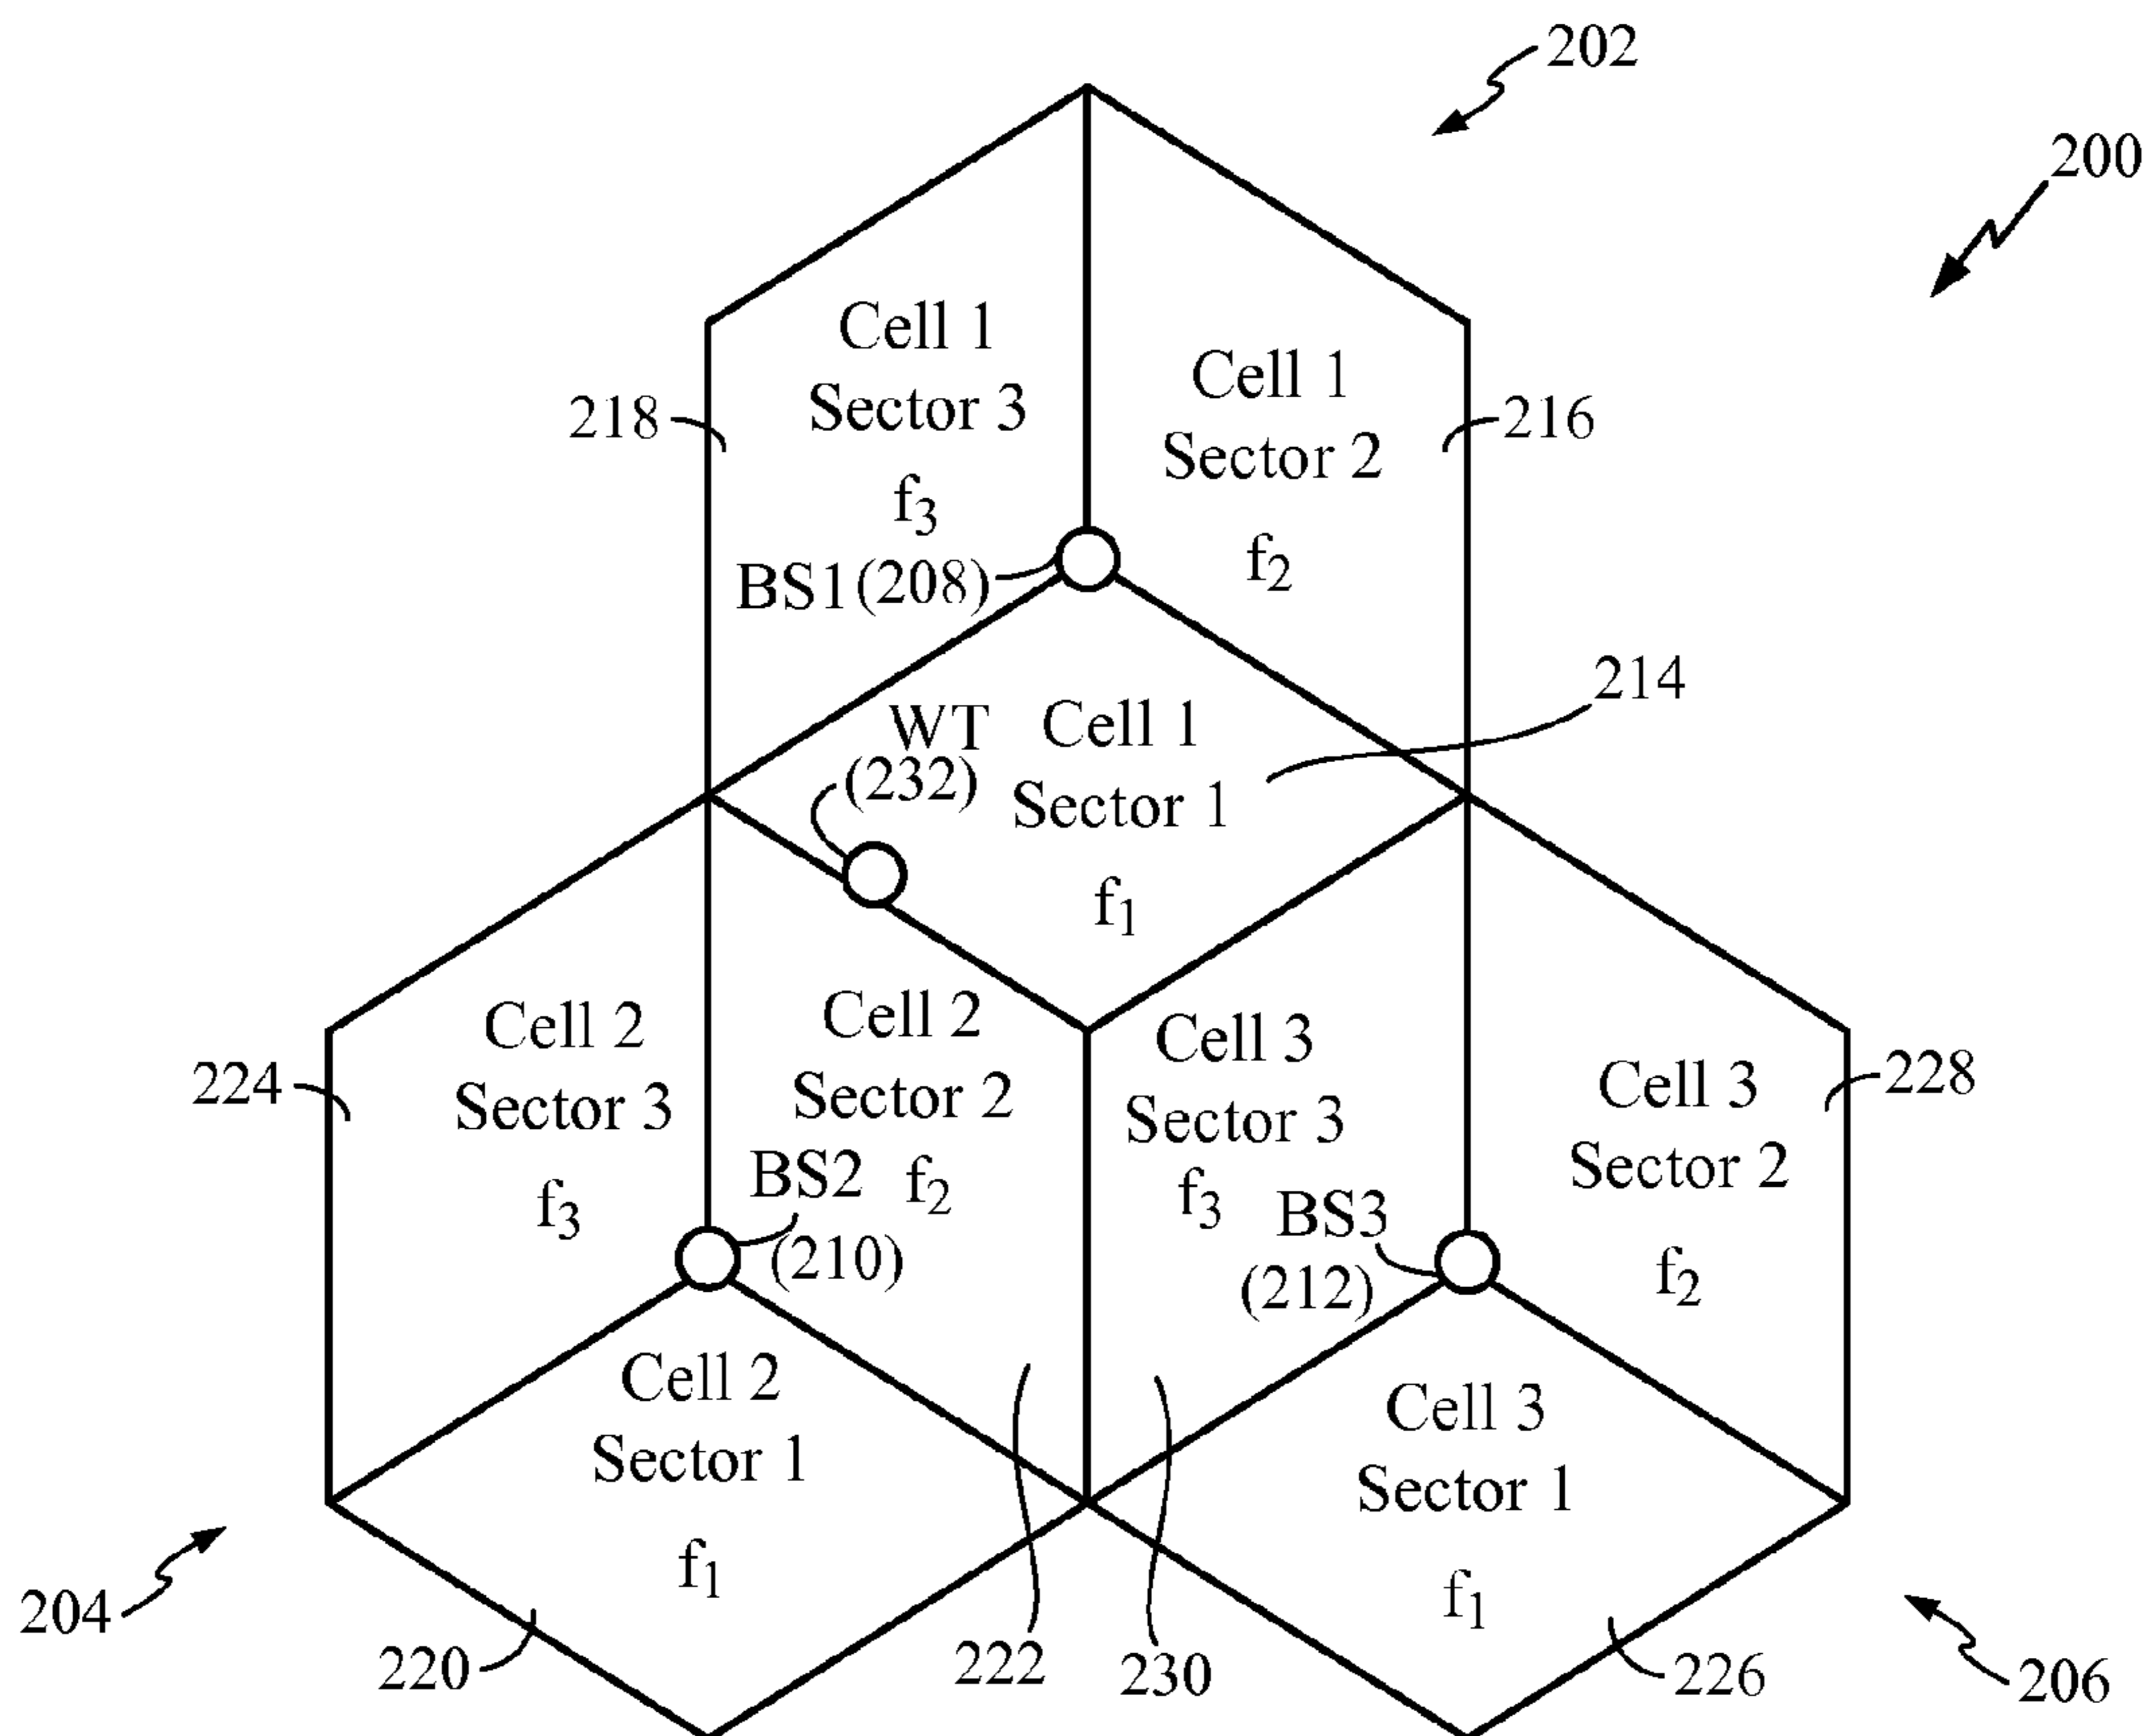 202
200
Cell 1
Sector 3
f3
Cell 1
Sector 2
f2
218
216
BS1(208)
214
WT
(232)
Cell 1
Sector 1
f1
Cell 2
Sector 3
f3
Cell 2
Sector 2
f2
Cell 3
Sector 3
f3
Cell 3
Sector 2
f2
224
228
BS2
(210)
BS3
(212)
Cell 2
Sector 1
f1
Cell 3
Sector 1
f1
204
220
222
230
226
206